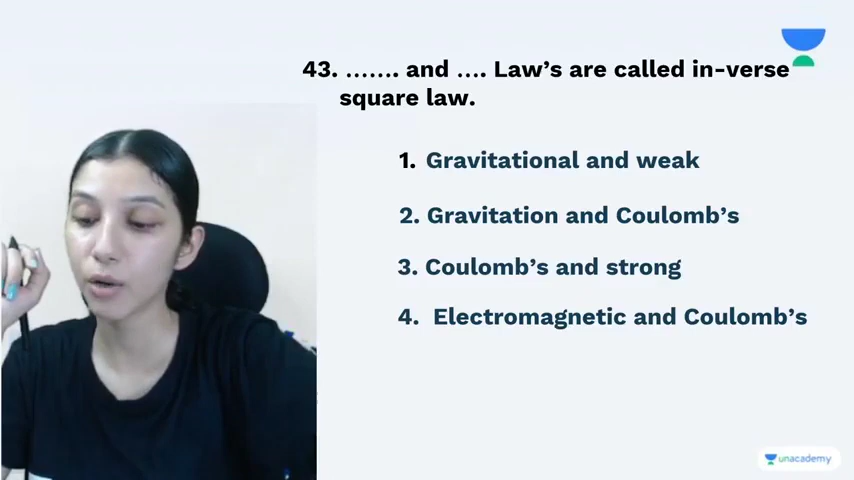 43. ....... and .... Law's are called in-verse
square law.
1. Gravitational and weak
2. Gravitation and Coulomb's
3. Coulomb's and strong
4. Electromagnetic and Coulomb's
unacademy